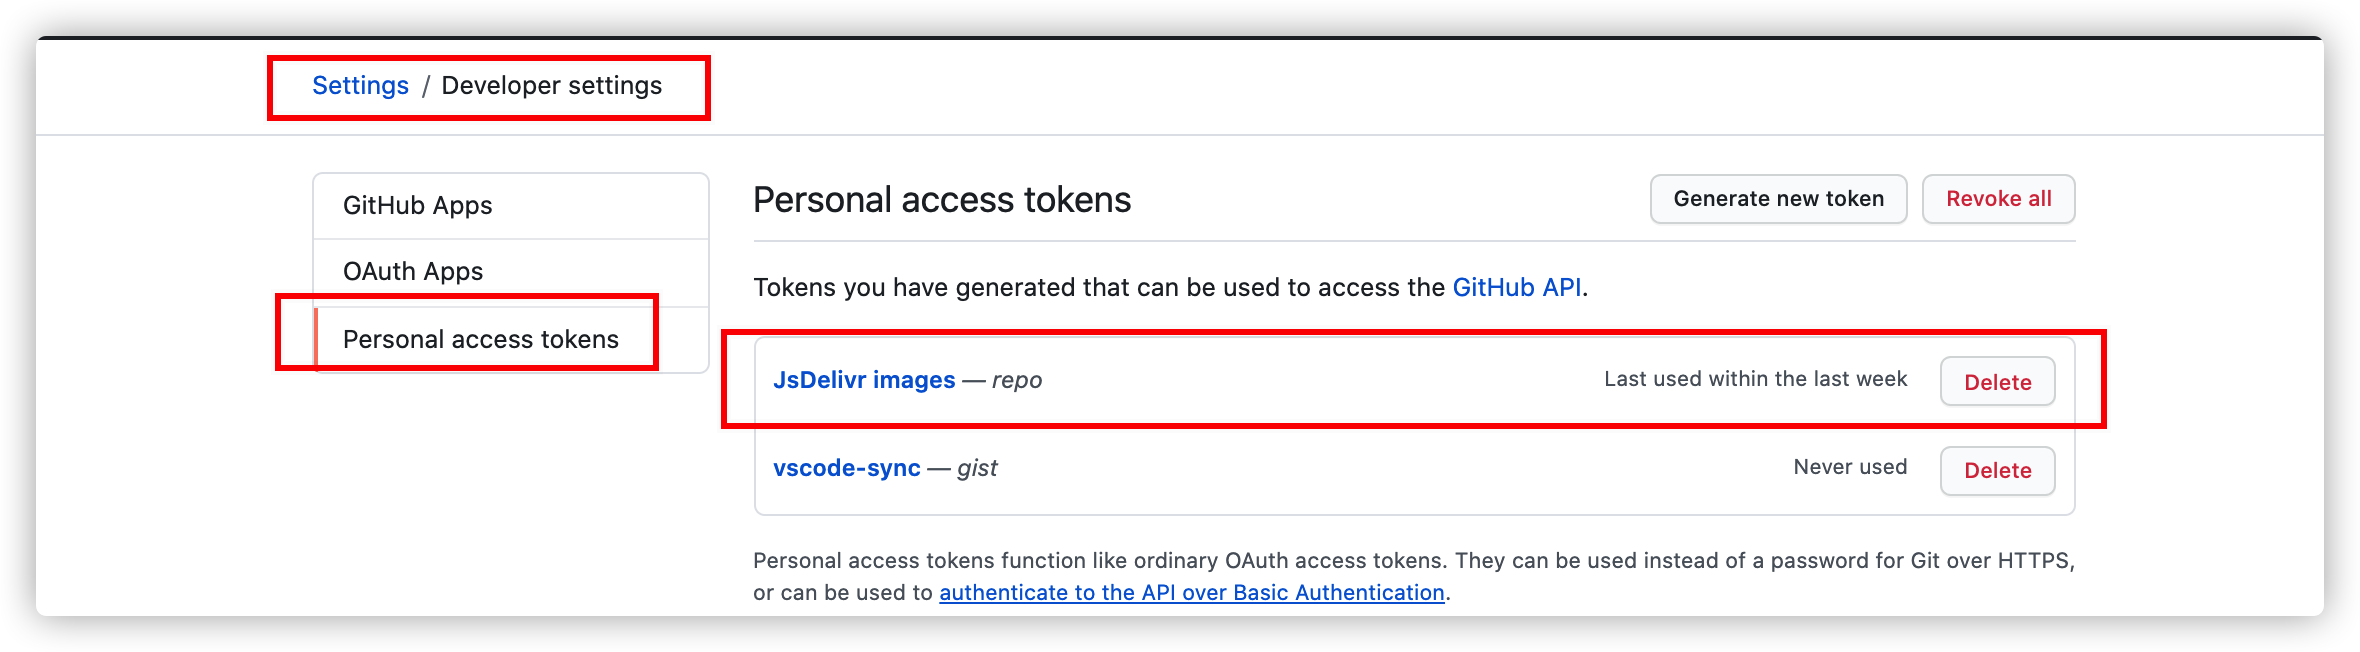 Settings / Developer settings
GitHub Apps
OAuth Apps
Personal access tokens
Personal access tokens
Generate new token
Revoke all
Tokens you have generated that can be used to access the GitHub API.
JsDelivr images — repo
Last used within the last week
Delete
vscode-sync — gist
Never used
Delete
Personal access tokens function like ordinary OAuth access tokens. They can be used instead of a password for Git over HTTPS,
or can be used to authenticate to the API over Basic Authentication.